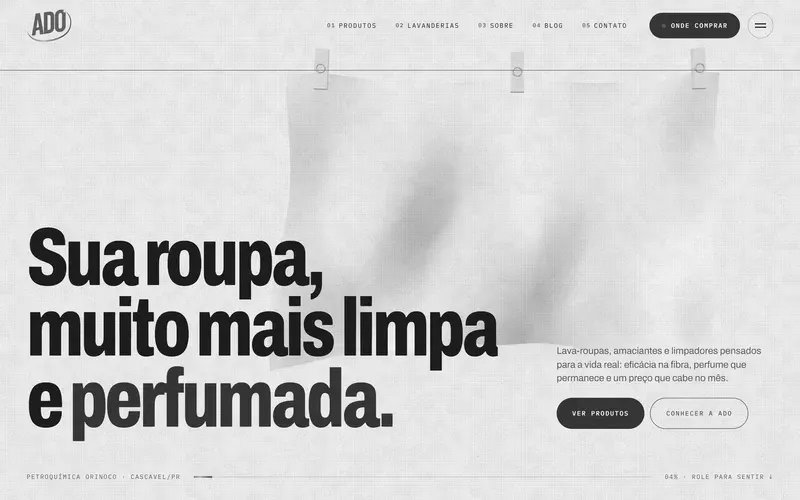 ADO
01 PRODUTOS
02 LAVANDERIAS
03 SOBRE
04 BLOG
05 CONTATO
ONDE COMPRAR
Sua roupa,
muito mais limpa
e perfumada.
Lava-roupas, amaciantes e limpadores pensados
para a vida real: eficácia na fibra, perfume que
permanece e um preço que cabe no mês.
VER PRODUTOS
CONHECER A ADO
PETROQUÍMICA ORINOCO · CASCAVEL/PR
04% · ROLE PARA SENTIR ↓